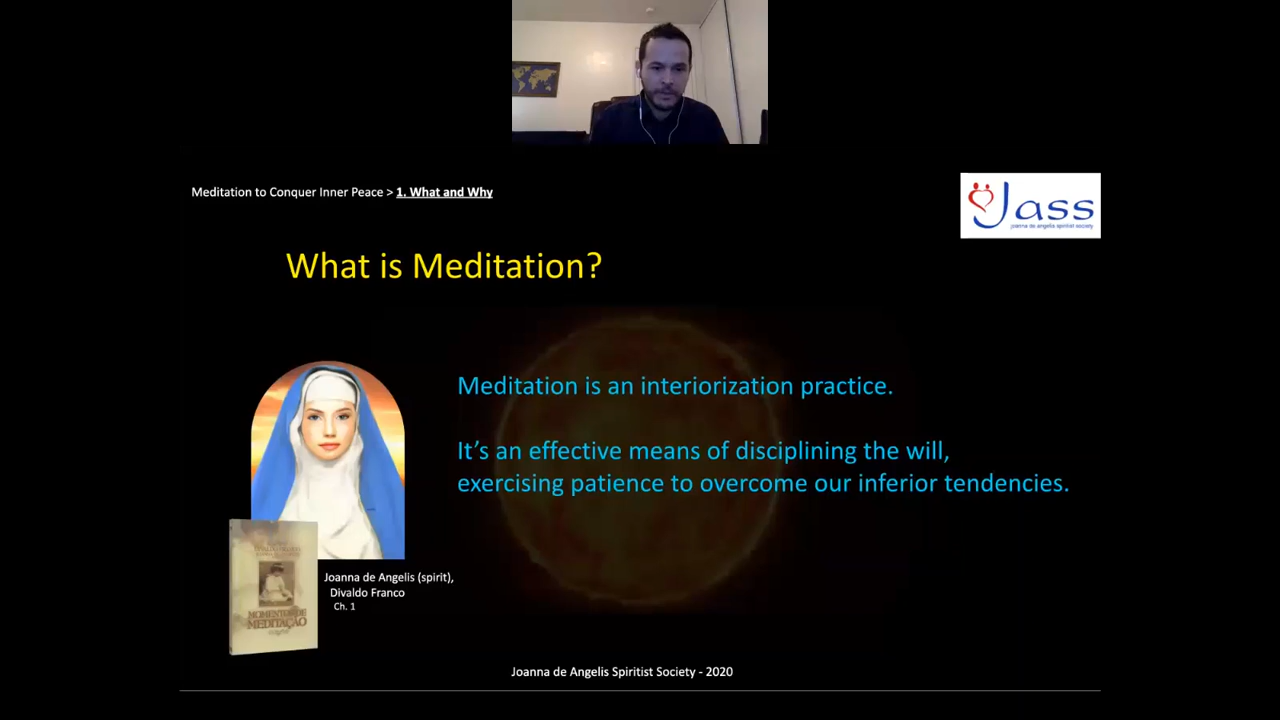 Meditation to Conquer Inner Peace > 1. What and Why
Jass
joanna de angelis spiritist society
What is Meditation?
Meditation is an interiorization practice.
It's an effective means of disciplining the will,
exercising patience to overcome our inferior tendencies.
Joanna de Angelis (spirit),
Divaldo Franco
Ch. 1
MOMENTOS DE
MEDITAÇÃO
Joanna de Angelis Spiritist Society - 2020